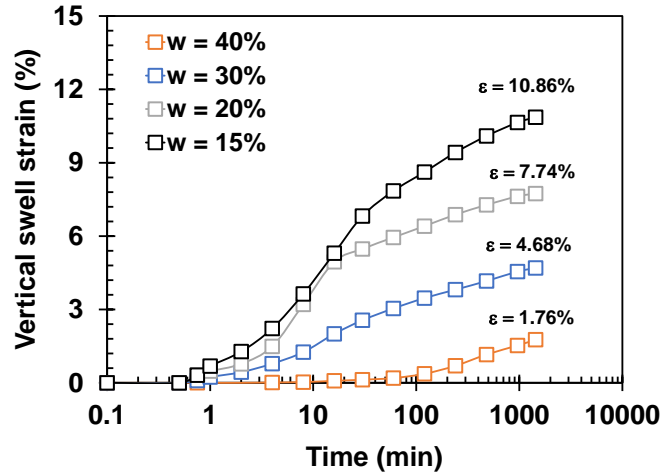 15
12
9
6
3
0
0.1
1
10
100
1000
10000
Vertical swell strain (%)
Time (min)
w = 40%
w = 30%
w = 20%
w = 15%
ε = 10.86%
ε = 7.74%
ε = 4.68%
ε = 1.76%